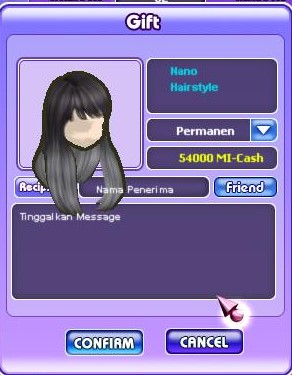 Gift
Nano
Hairstyle
Permanen
54000 MI-Cash
Nama Penerima
Friend
Tinggalkan Message
CONFIRM
CANCEL